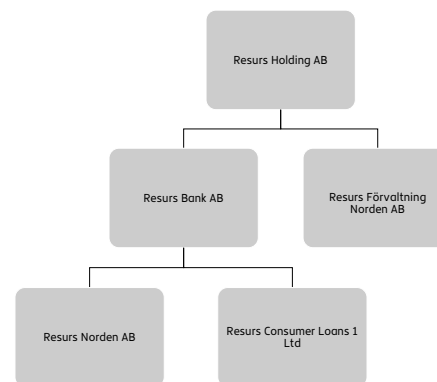 Resurs Holding AB
Resurs Bank AB
Resurs Förvaltning
Norden AB
Resurs Norden AB
Resurs Consumer Loans 1
Ltd